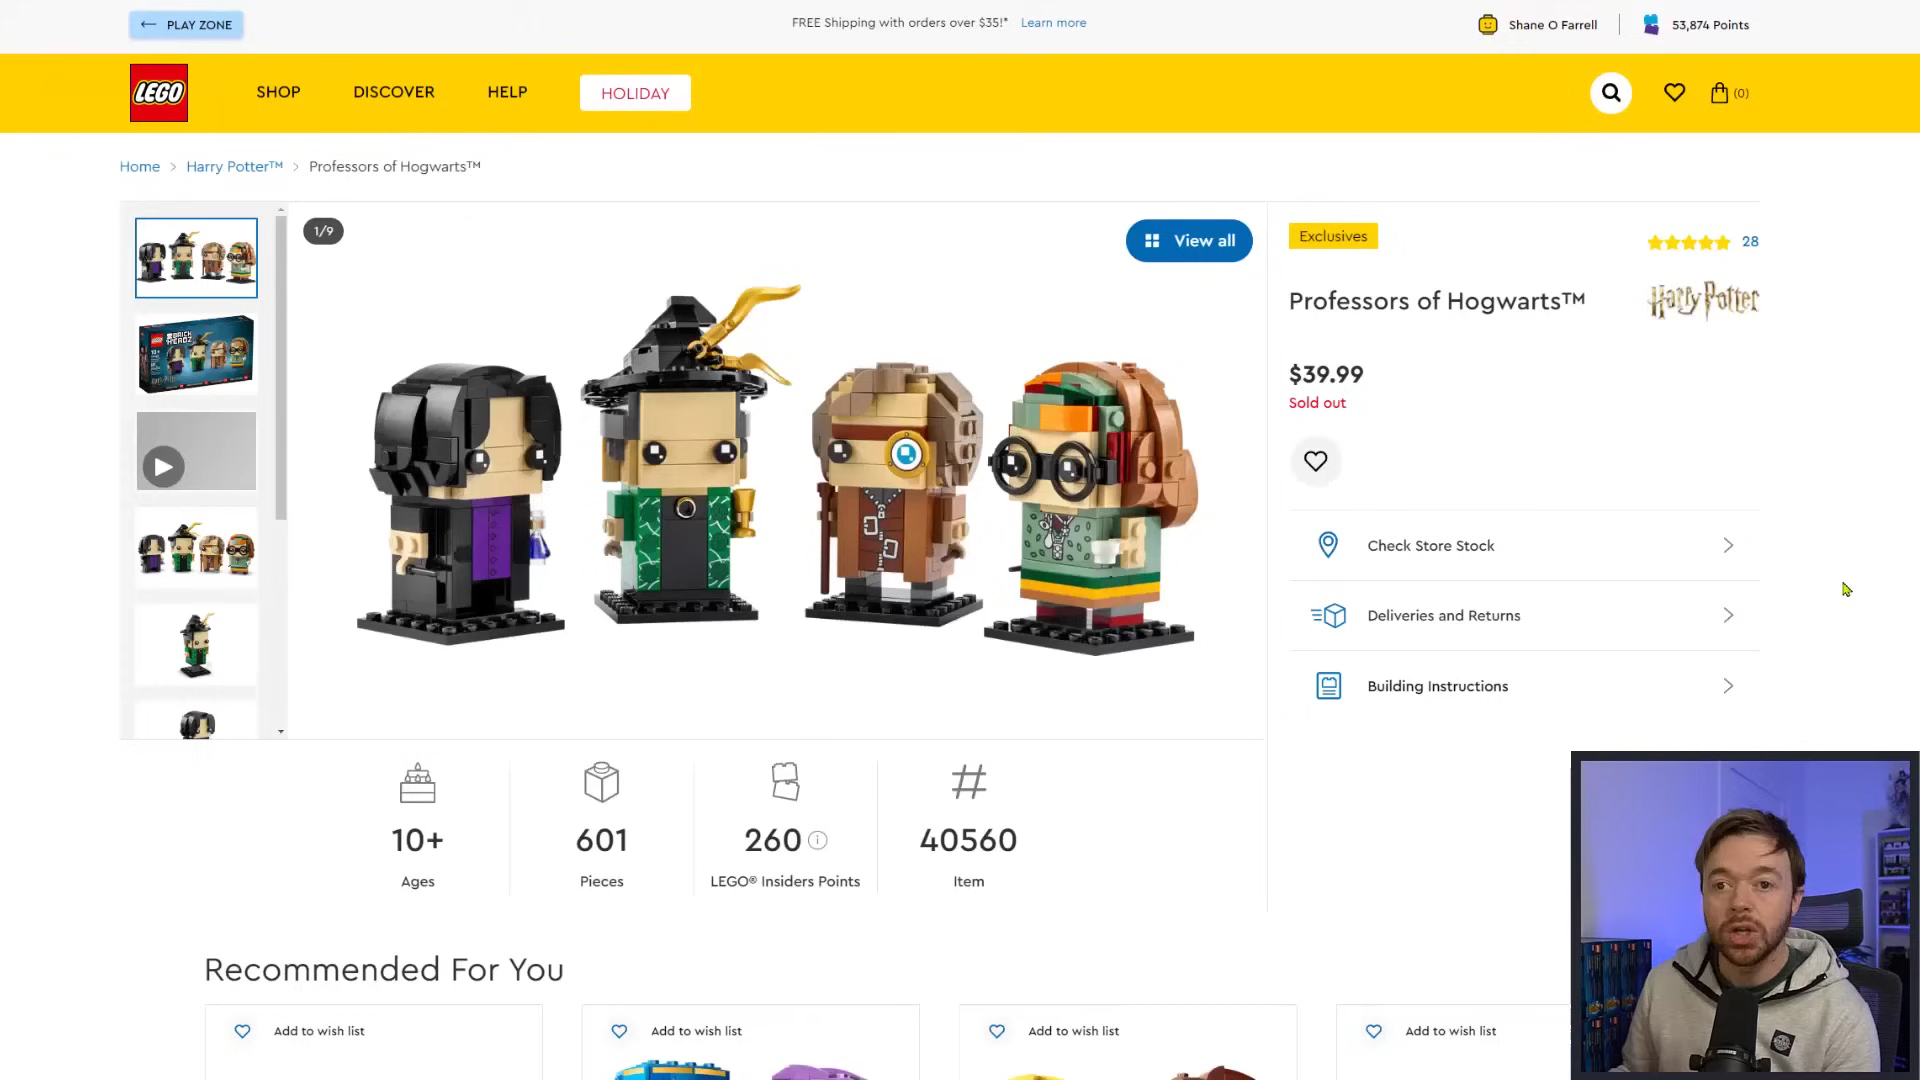 PLAY ZONE
FREE Shipping with orders over $35!* Learn more
Shane O Farrell
53,874 Points
LEGO
SHOP
DISCOVER
HELP
HOLIDAY
(0)
Home > Harry Potter™ > Professors of Hogwarts™
1/9
View all
Exclusives
28
Professors of Hogwarts™
Harry Potter
$39.99
Sold out
Check Store Stock
Deliveries and Returns
Building Instructions
10+
Ages
601
Pieces
260
LEGO® Insiders Points
40560
Item
Recommended For You
Add to wish list
Add to wish list
Add to wish list
Add to wish list